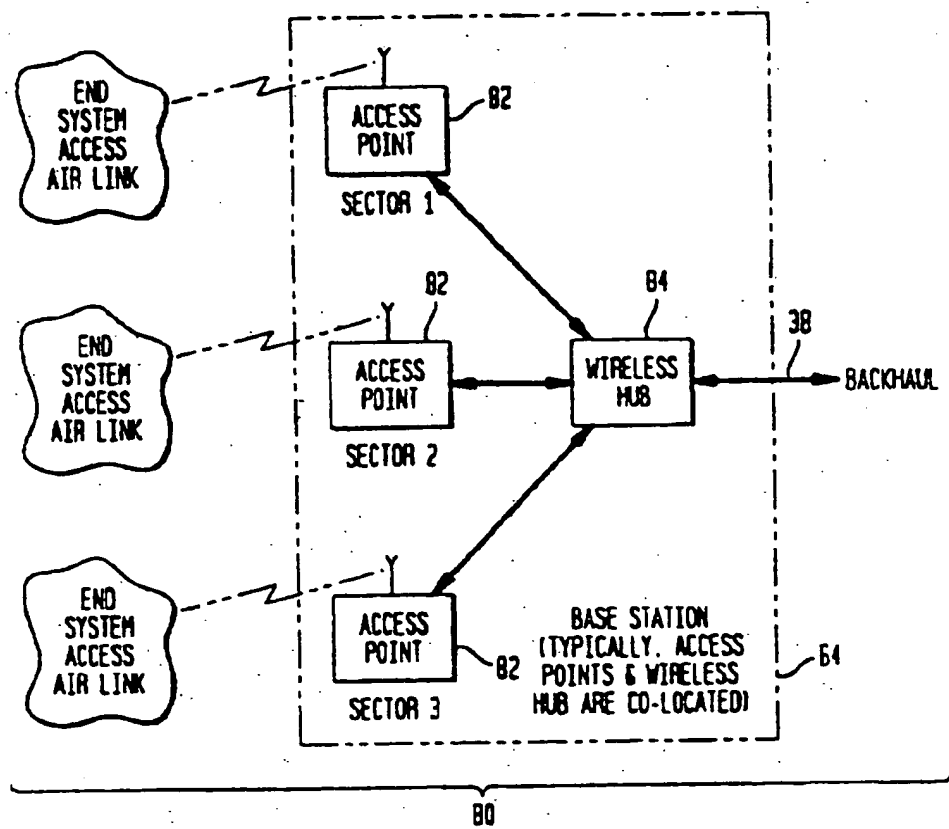 END
SYSTEM
ACCESS
AIR LINK
ACCESS
POINT
82
SECTOR 1
END
SYSTEM
ACCESS
AIR LINK
ACCESS
POINT
82
SECTOR 2
WIRELESS
HUB
84
38
BACKHAUL
END
SYSTEM
ACCESS
AIR LINK
ACCESS
POINT
82
SECTOR 3
BASE STATION
(TYPICALLY, ACCESS
POINTS & WIRELESS
HUB ARE CO-LOCATED)
64
80